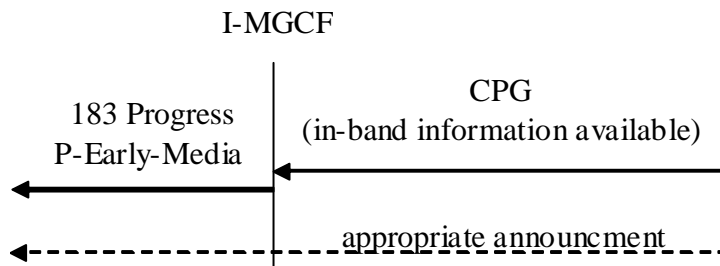 I-MGCF
183 Progress
P-Early-Media
CPG
(in-band information available)
appropriate announcment